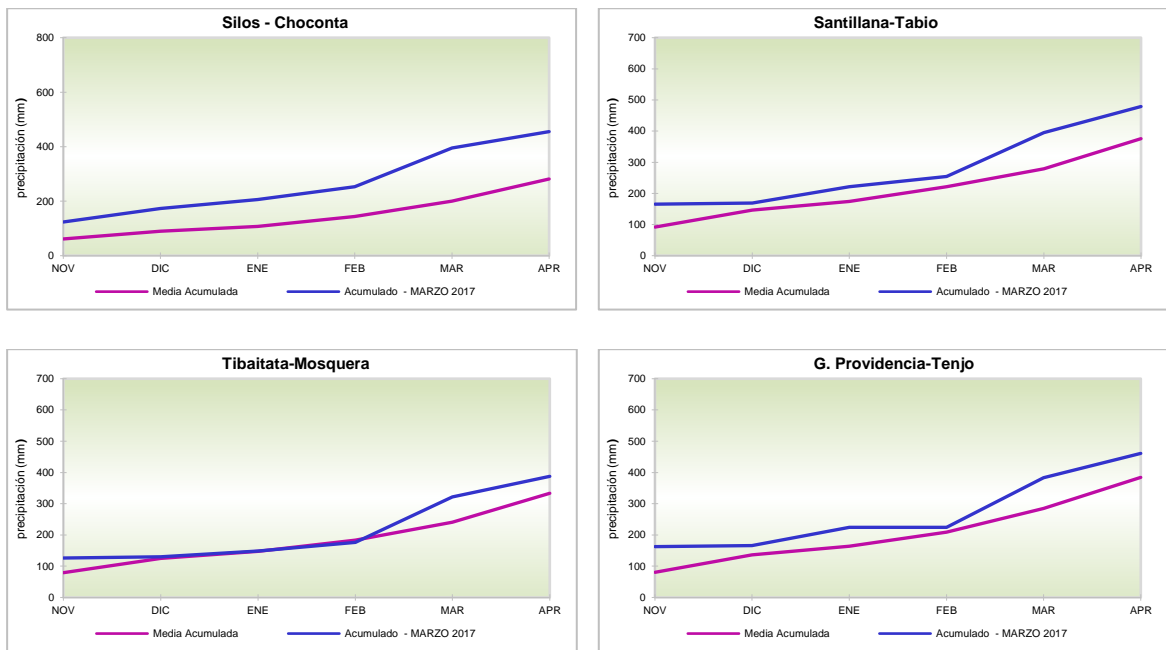 Silos - Choconta
precipitación (mm)
800
600
400
200
0
NOV DIC ENE FEB MAR APR
Media Acumulada Acumulado - MARZO 2017
Santillana-Tabio
precipitación (mm)
700
600
500
400
300
200
100
0
NOV DIC ENE FEB MAR APR
Media Acumulada Acumulado - MARZO 2017
Tibaitata-Mosquera
precipitación (mm)
700
600
500
400
300
200
100
0
NOV DIC ENE FEB MAR APR
Media Acumulada Acumulado - MARZO 2017
G. Providencia-Tenjo
precipitación (mm)
700
600
500
400
300
200
100
0
NOV DIC ENE FEB MAR APR
Media Acumulada Acumulado - MARZO 2017